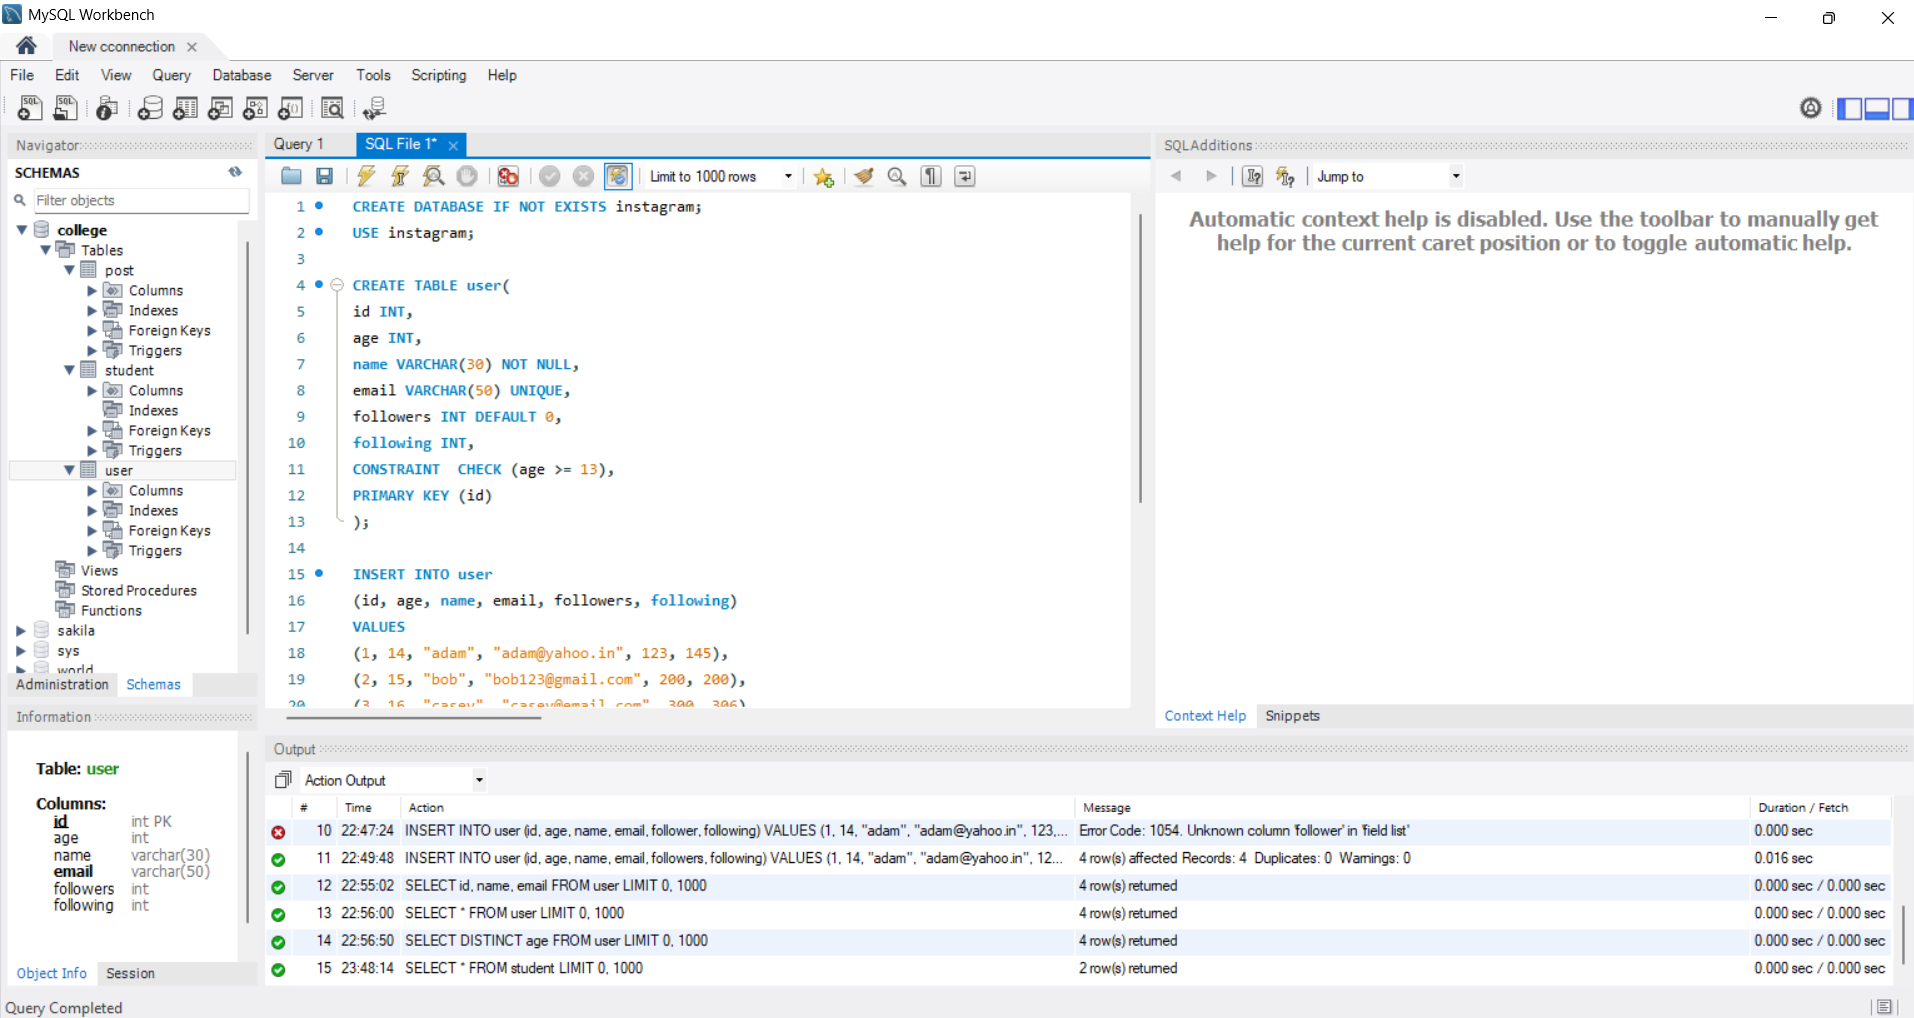 MySQL Workbench
New cconnection
File Edit View Query Database Server Tools Scripting Help
Navigator
SCHEMAS
Filter objects
college
Tables
post
Columns
Indexes
Foreign Keys
Triggers
student
Columns
Indexes
Foreign Keys
Triggers
user
Columns
Indexes
Foreign Keys
Triggers
Views
Stored Procedures
Functions
sakila
sys
world
Administration Schemas
Information
Table: user
Columns:
id int PK
age int
name varchar(30)
email varchar(50)
followers int
following int
Object Info Session
Query 1 SQL File 1*
Limit to 1000 rows
1 CREATE DATABASE IF NOT EXISTS instagram;
2 USE instagram;
3
4 CREATE TABLE user(
5 id INT,
6 age INT,
7 name VARCHAR(30) NOT NULL,
8 email VARCHAR(50) UNIQUE,
9 followers INT DEFAULT 0,
10 following INT,
11 CONSTRAINT  CHECK (age >= 13),
12 PRIMARY KEY (id)
13 );
14
15 INSERT INTO user
16 (id, age, name, email, followers, following)
17 VALUES
18 (1, 14, "adam", "adam@yahoo.in", 123, 145),
19 (2, 15, "bob", "bob123@gmail.com", 200, 200),
20 (3, 16, "casey", "casey@email.com", 300, 306)
SQLAdditions
Jump to
Automatic context help is disabled. Use the toolbar to manually get
help for the current caret position or to toggle automatic help.
Context Help Snippets
Output
Action Output
# Time Action Message Duration / Fetch
10 22:47:24 INSERT INTO user (id, age, name, email, follower, following) VALUES (1, 14, "adam", "adam@yahoo.in", 123,... Error Code: 1054. Unknown column 'follower' in 'field list' 0.000 sec
11 22:49:48 INSERT INTO user (id, age, name, email, followers, following) VALUES (1, 14, "adam", "adam@yahoo.in", 12... 4 row(s) affected Records: 4 Duplicates: 0 Warnings: 0 0.016 sec
12 22:55:02 SELECT id, name, email FROM user LIMIT 0, 1000 4 row(s) returned 0.000 sec / 0.000 sec
13 22:56:00 SELECT * FROM user LIMIT 0, 1000 4 row(s) returned 0.000 sec / 0.000 sec
14 22:56:50 SELECT DISTINCT age FROM user LIMIT 0, 1000 4 row(s) returned 0.000 sec / 0.000 sec
15 23:48:14 SELECT * FROM student LIMIT 0, 1000 2 row(s) returned 0.000 sec / 0.000 sec
Query Completed